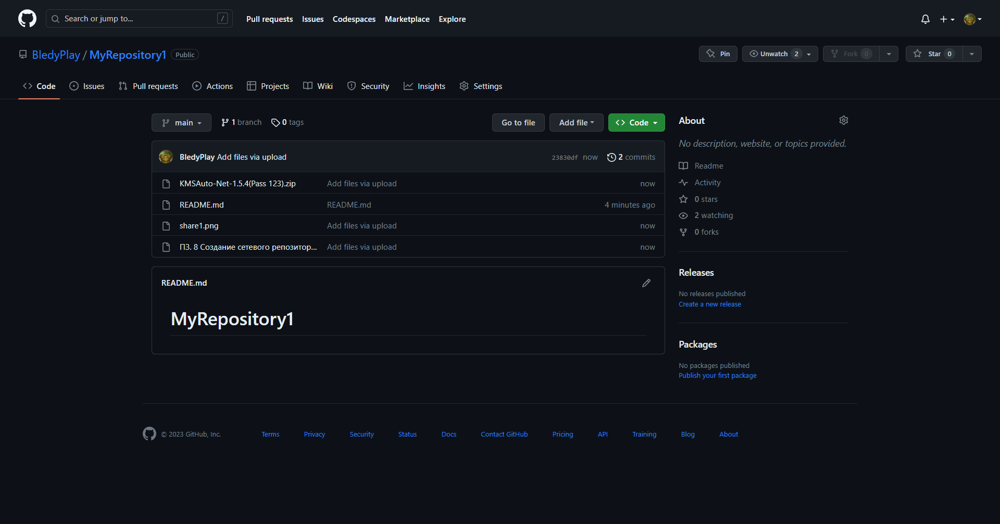 Search or jump to... /
Pull requests Issues Codespaces Marketplace Explore
BledyPlay / MyRepository1 Public
Pin Unwatch 2 Fork 0 Star 0
Code Issues Pull requests Actions Projects Wiki Security Insights Settings
main 1 branch 0 tags Go to file Add file Code
BledyPlay Add files via upload 23830df now 2 commits
KMSAuto-Net-1.5.4(Pass 123).zip Add files via upload now
README.md README.md 4 minutes ago
share1.png Add files via upload now
ПЗ. 8 Создание сетевого репозитор... Add files via upload now
README.md
MyRepository1
About
No description, website, or topics provided.
Readme
Activity
0 stars
2 watching
0 forks
Releases
No releases published
Create a new release
Packages
No packages published
Publish your first package
© 2023 GitHub, Inc. Terms Privacy Security Status Docs Contact GitHub Pricing API Training Blog About